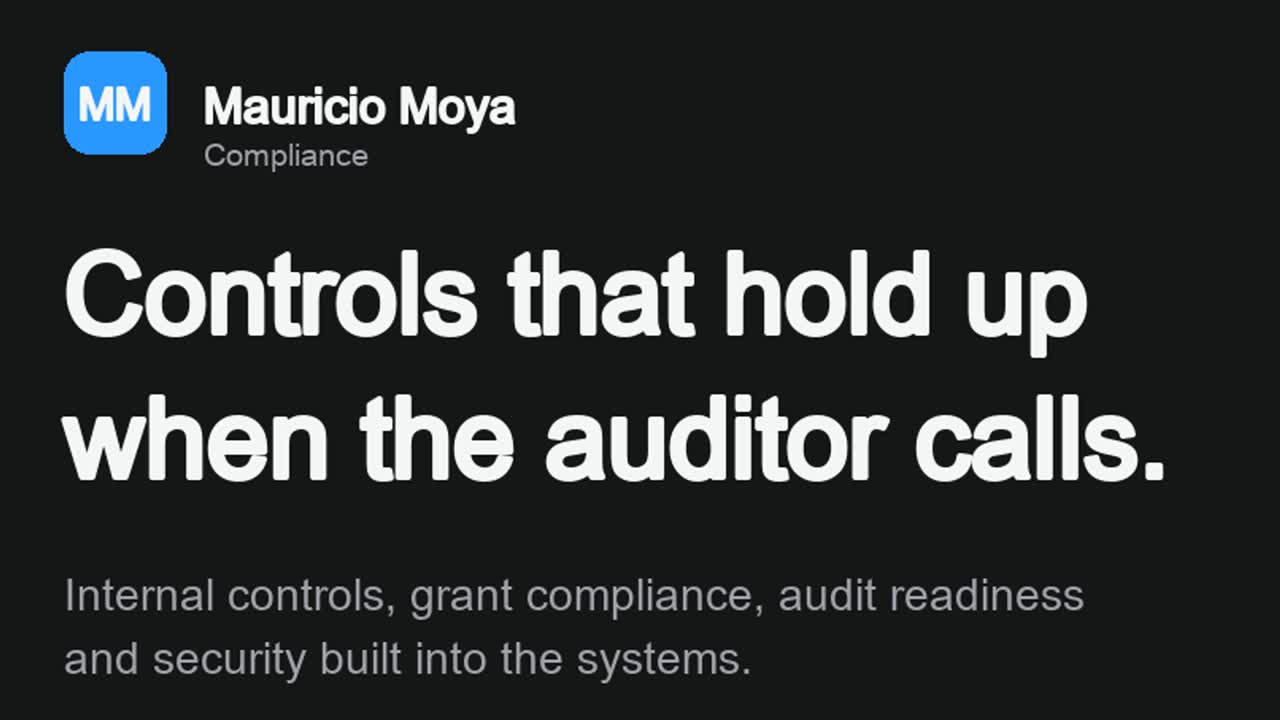 MM
Mauricio Moya
Compliance
Controls that hold up
when the auditor calls.
Internal controls, grant compliance, audit readiness
and security built into the systems.